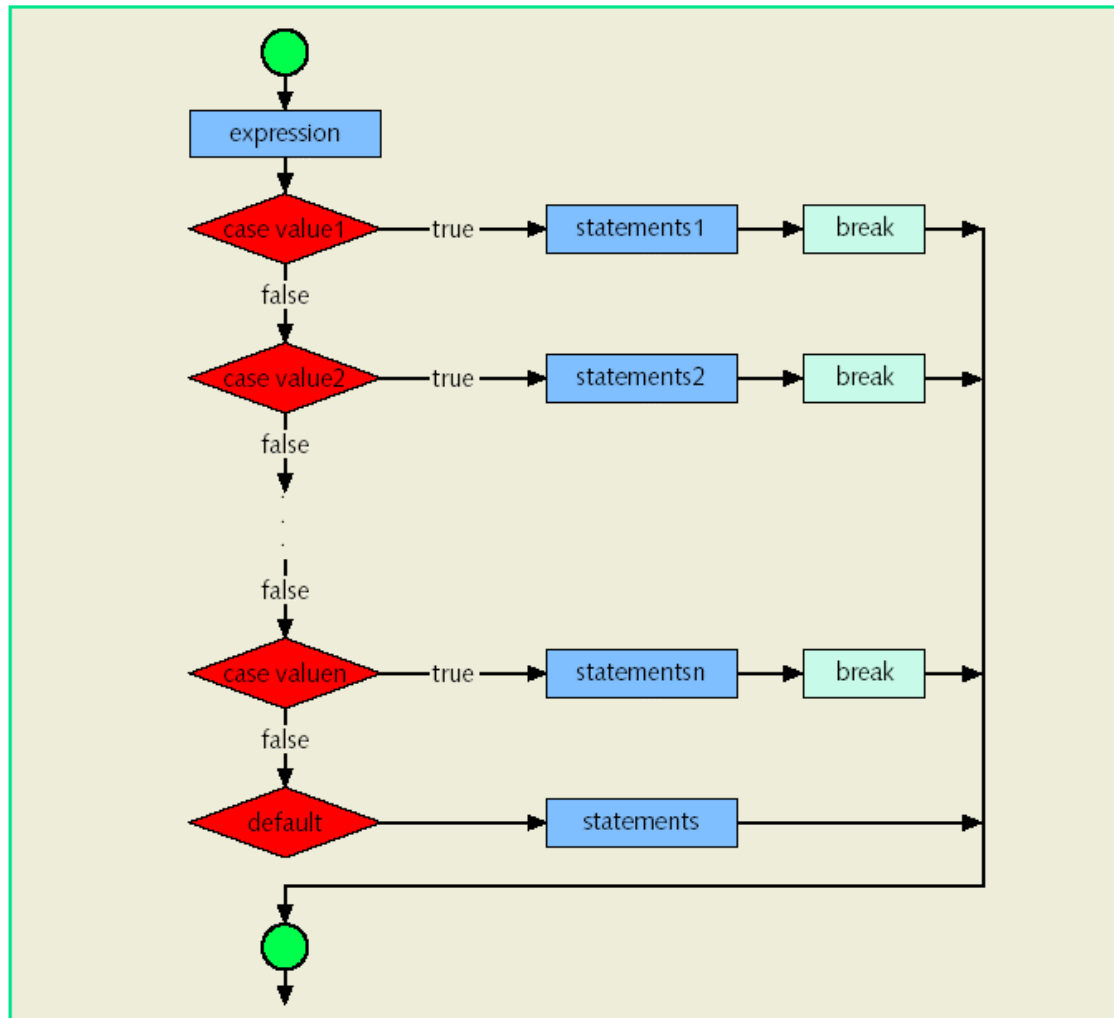 expression
case value1
true
statements1
break
false
case value2
true
statements2
break
false
.
.
.
false
case valuen
true
statementsn
break
false
default
statements